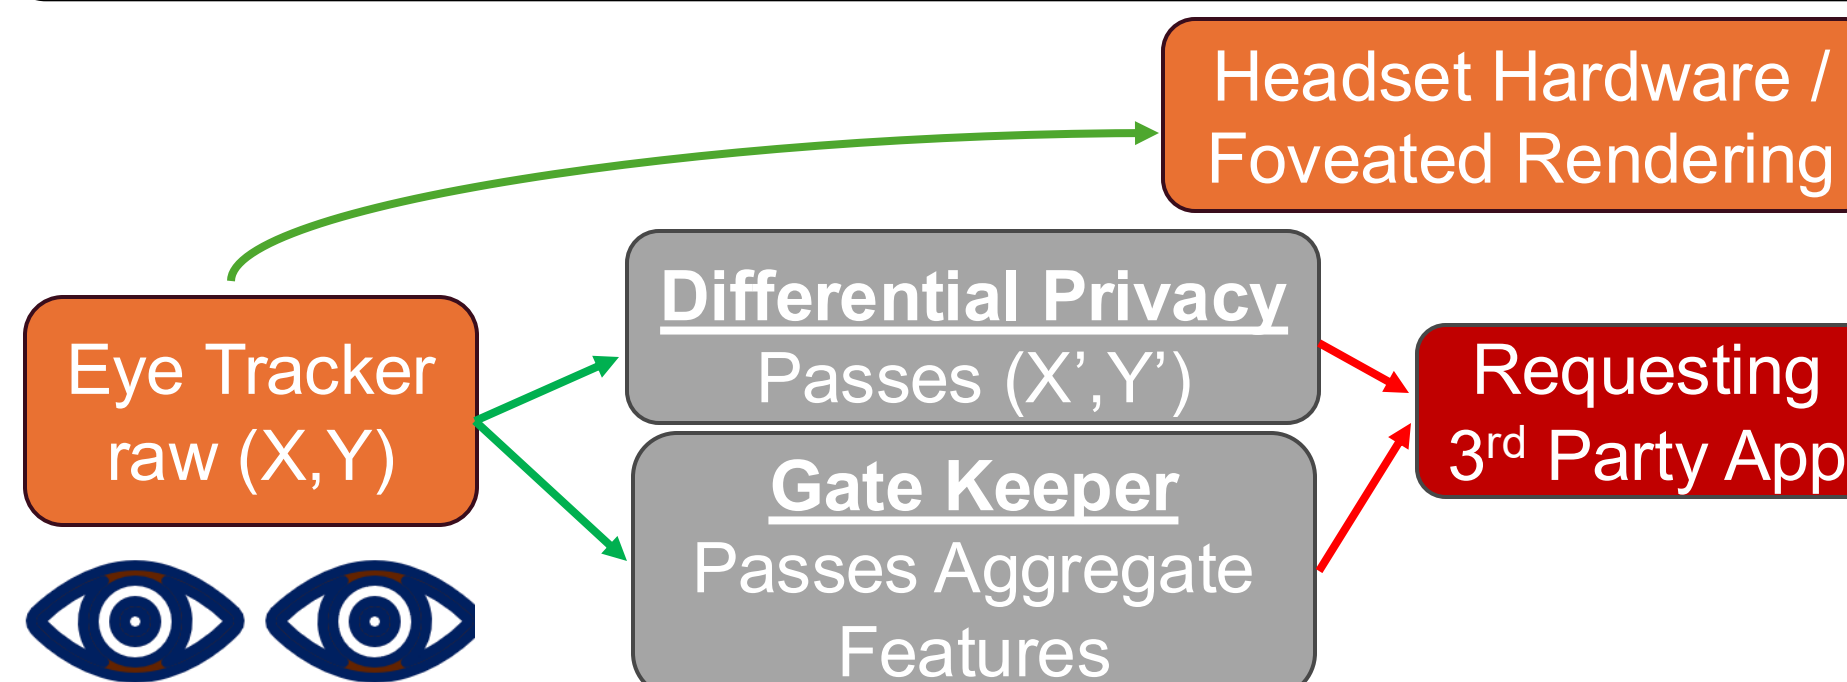 Headset Hardware /
Foveated Rendering
Differential Privacy
Passes (X’,Y’)
Eye Tracker
raw (X,Y)
Requesting
3rd Party App
Gate Keeper
Passes Aggregate
Features